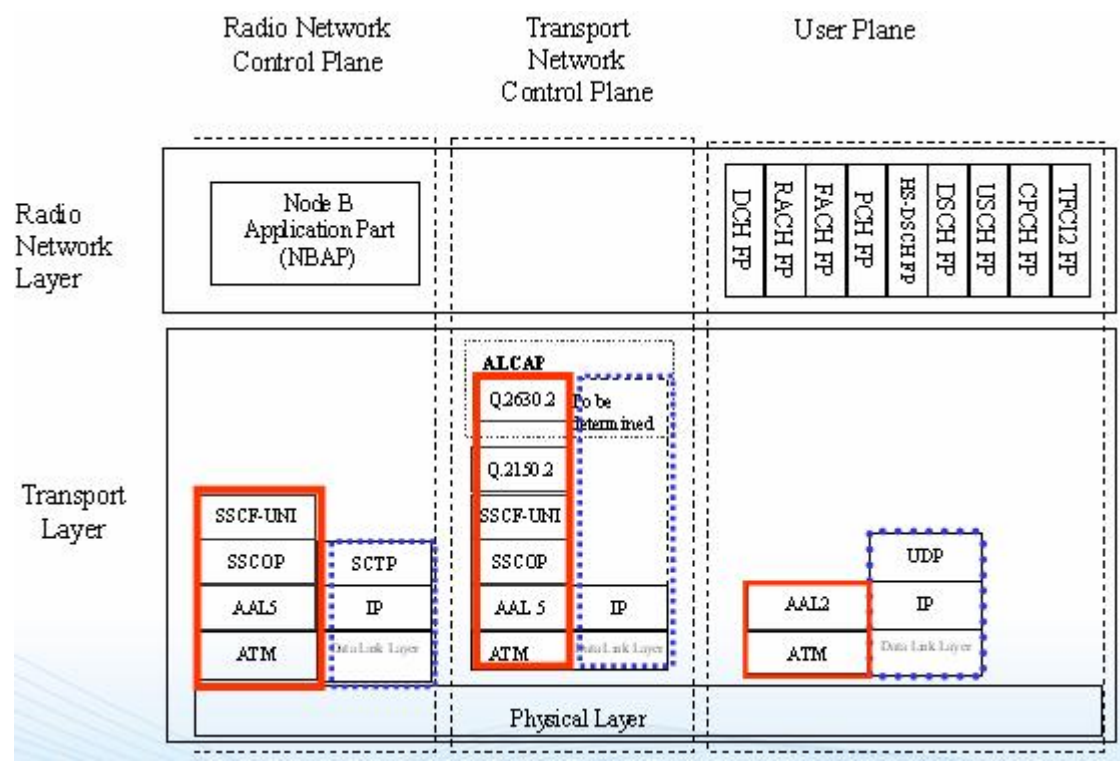 Radio Network
Control Plane
Transport
Network
Control Plane
User Plane
Radio
Network
Layer
Node B
Application Part
(NBAP)
DCH FP
RACH FP
FACH FP
PCH FP
HS-DSCH FP
DSCH FP
USCH FP
CPCH FP
TFCI2 FP
Transport
Layer
SSCF-UNI
SSCOP
AAL5
ATM
SCTP
IP
Data Link Layer
ALCAP
Q.2630.2
To be
determined
Q.2150.2
SSCF-UNI
SSCOP
AAL 5
ATM
IP
Data Link Layer
AAL2
ATM
UDP
IP
Data Link Layer
Physical Layer